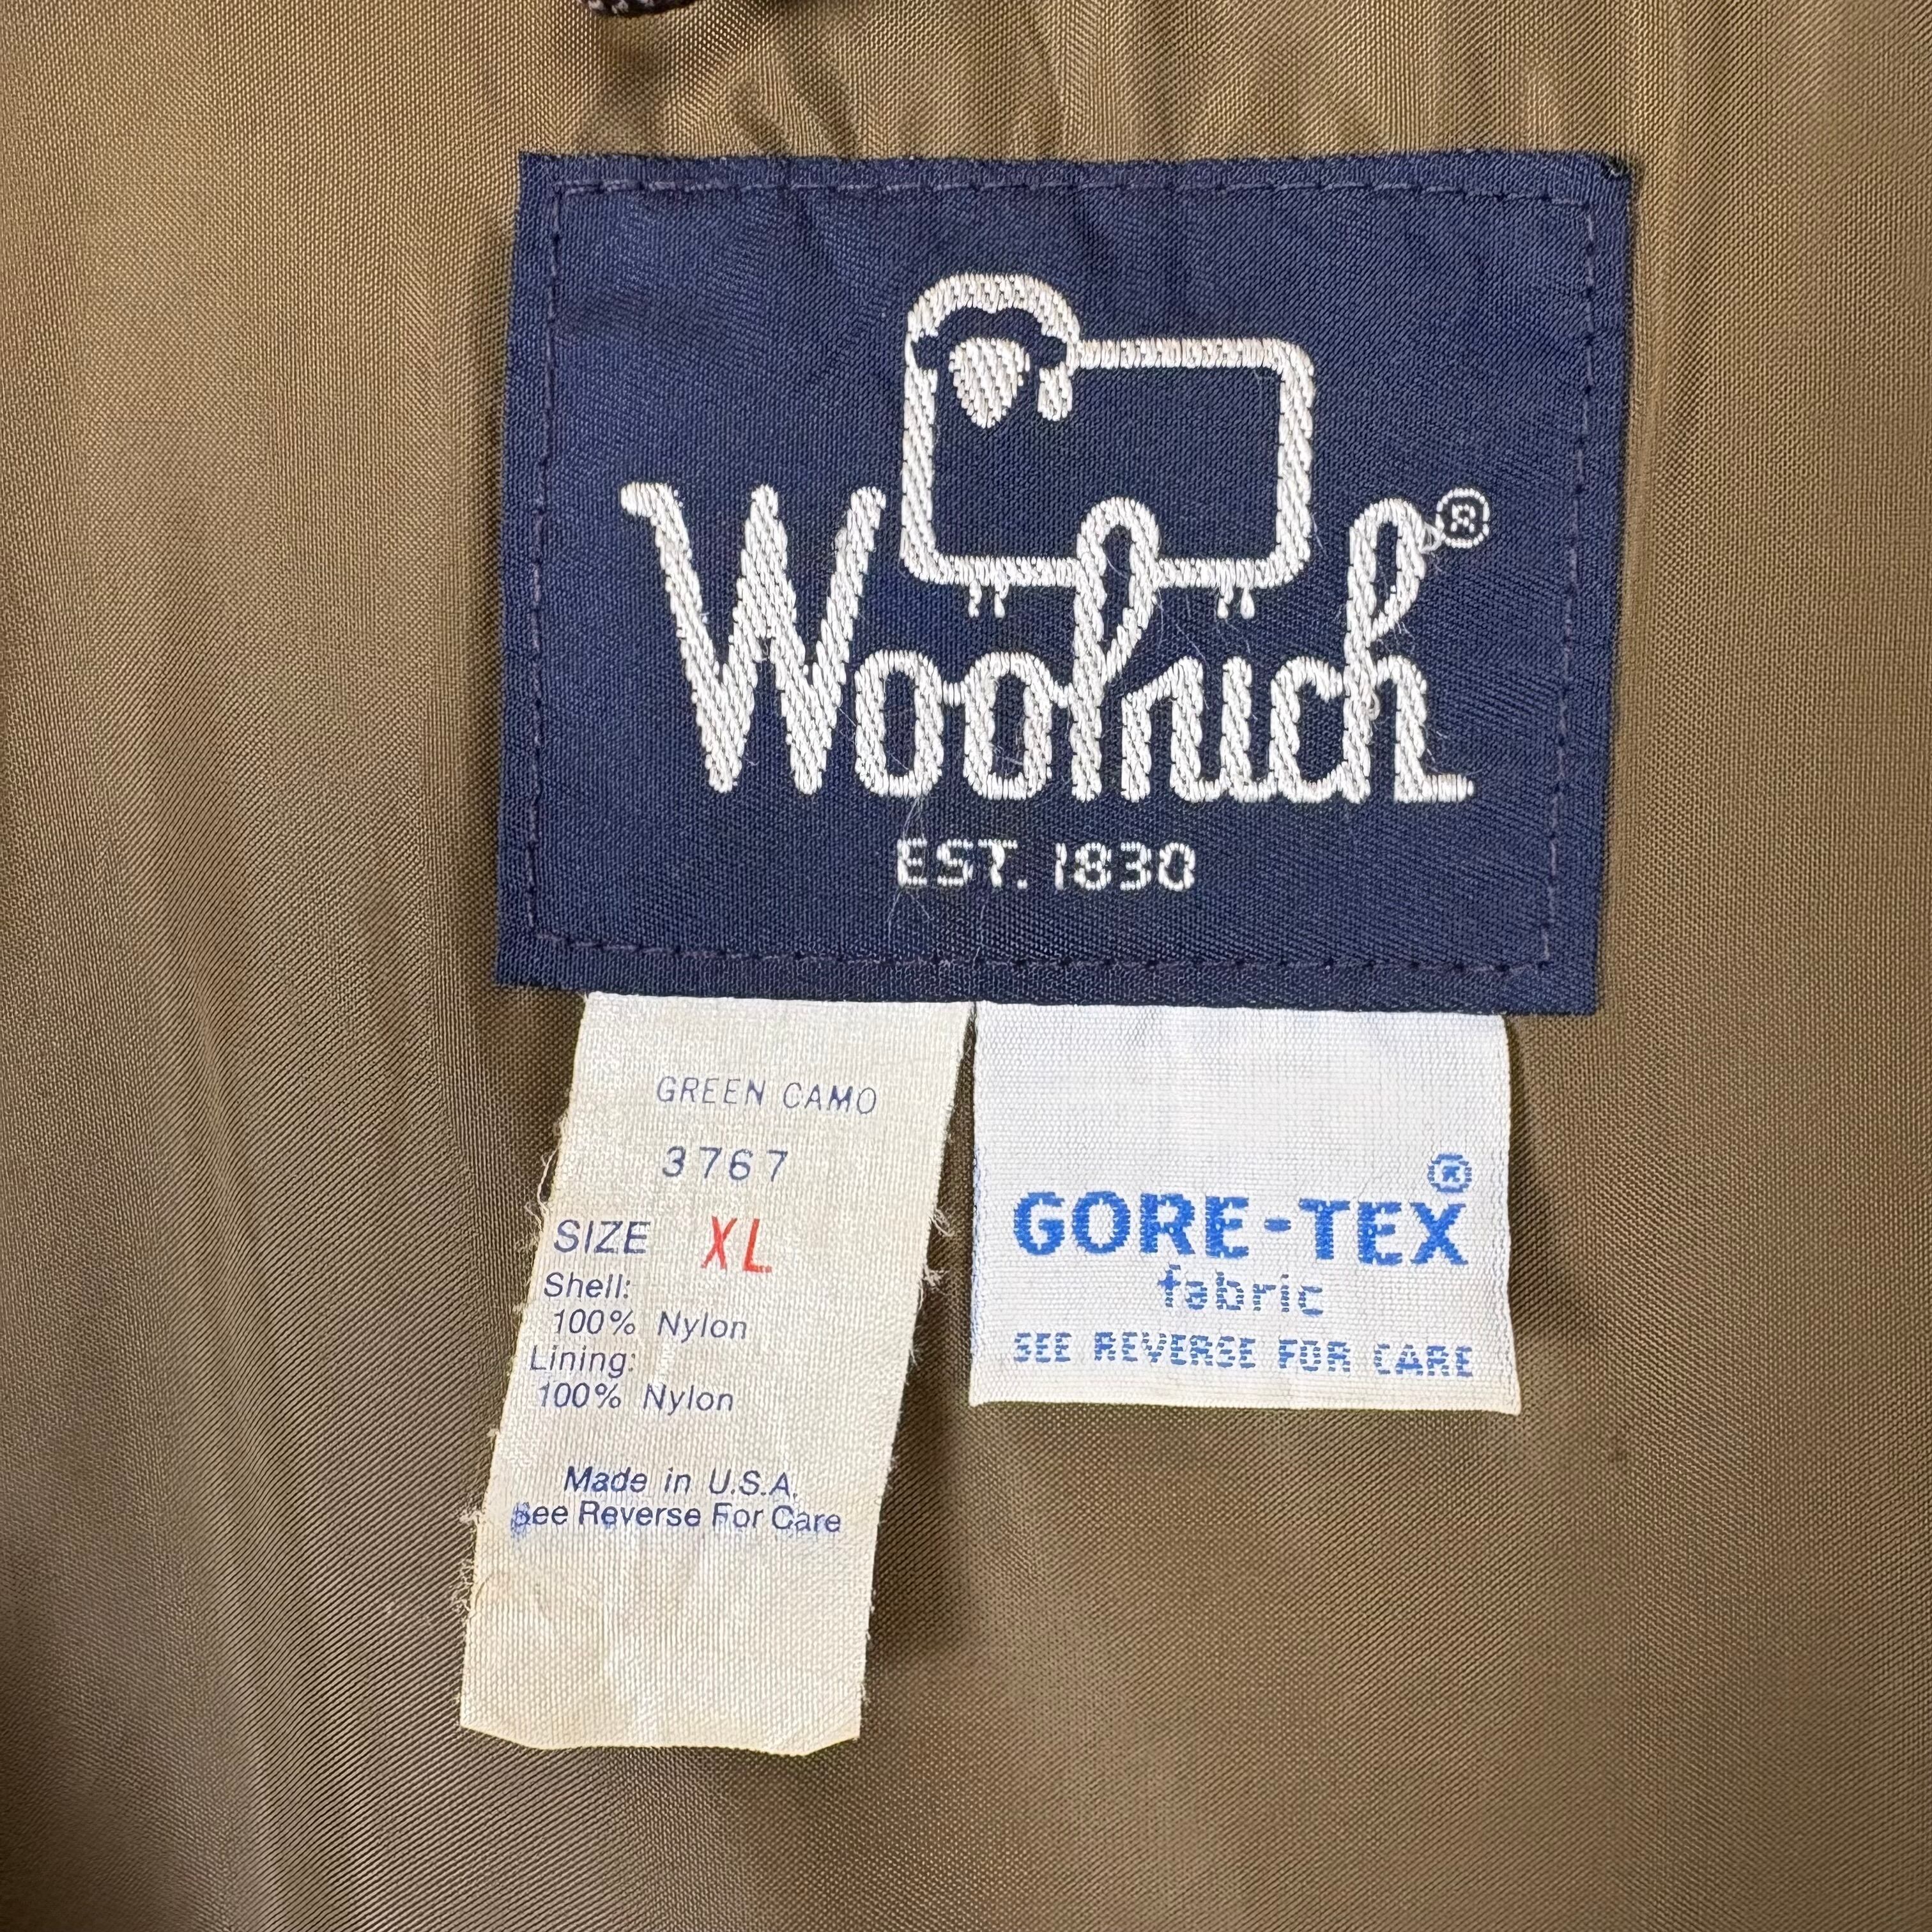 Woolrich®
EST. 1830
GREEN CAMO
3767
SIZE XL
Shell:
100% Nylon
Lining:
100% Nylon
Made in U.S.A.
See Reverse For Care
GORE-TEX®
fabric
SEE REVERSE FOR CARE